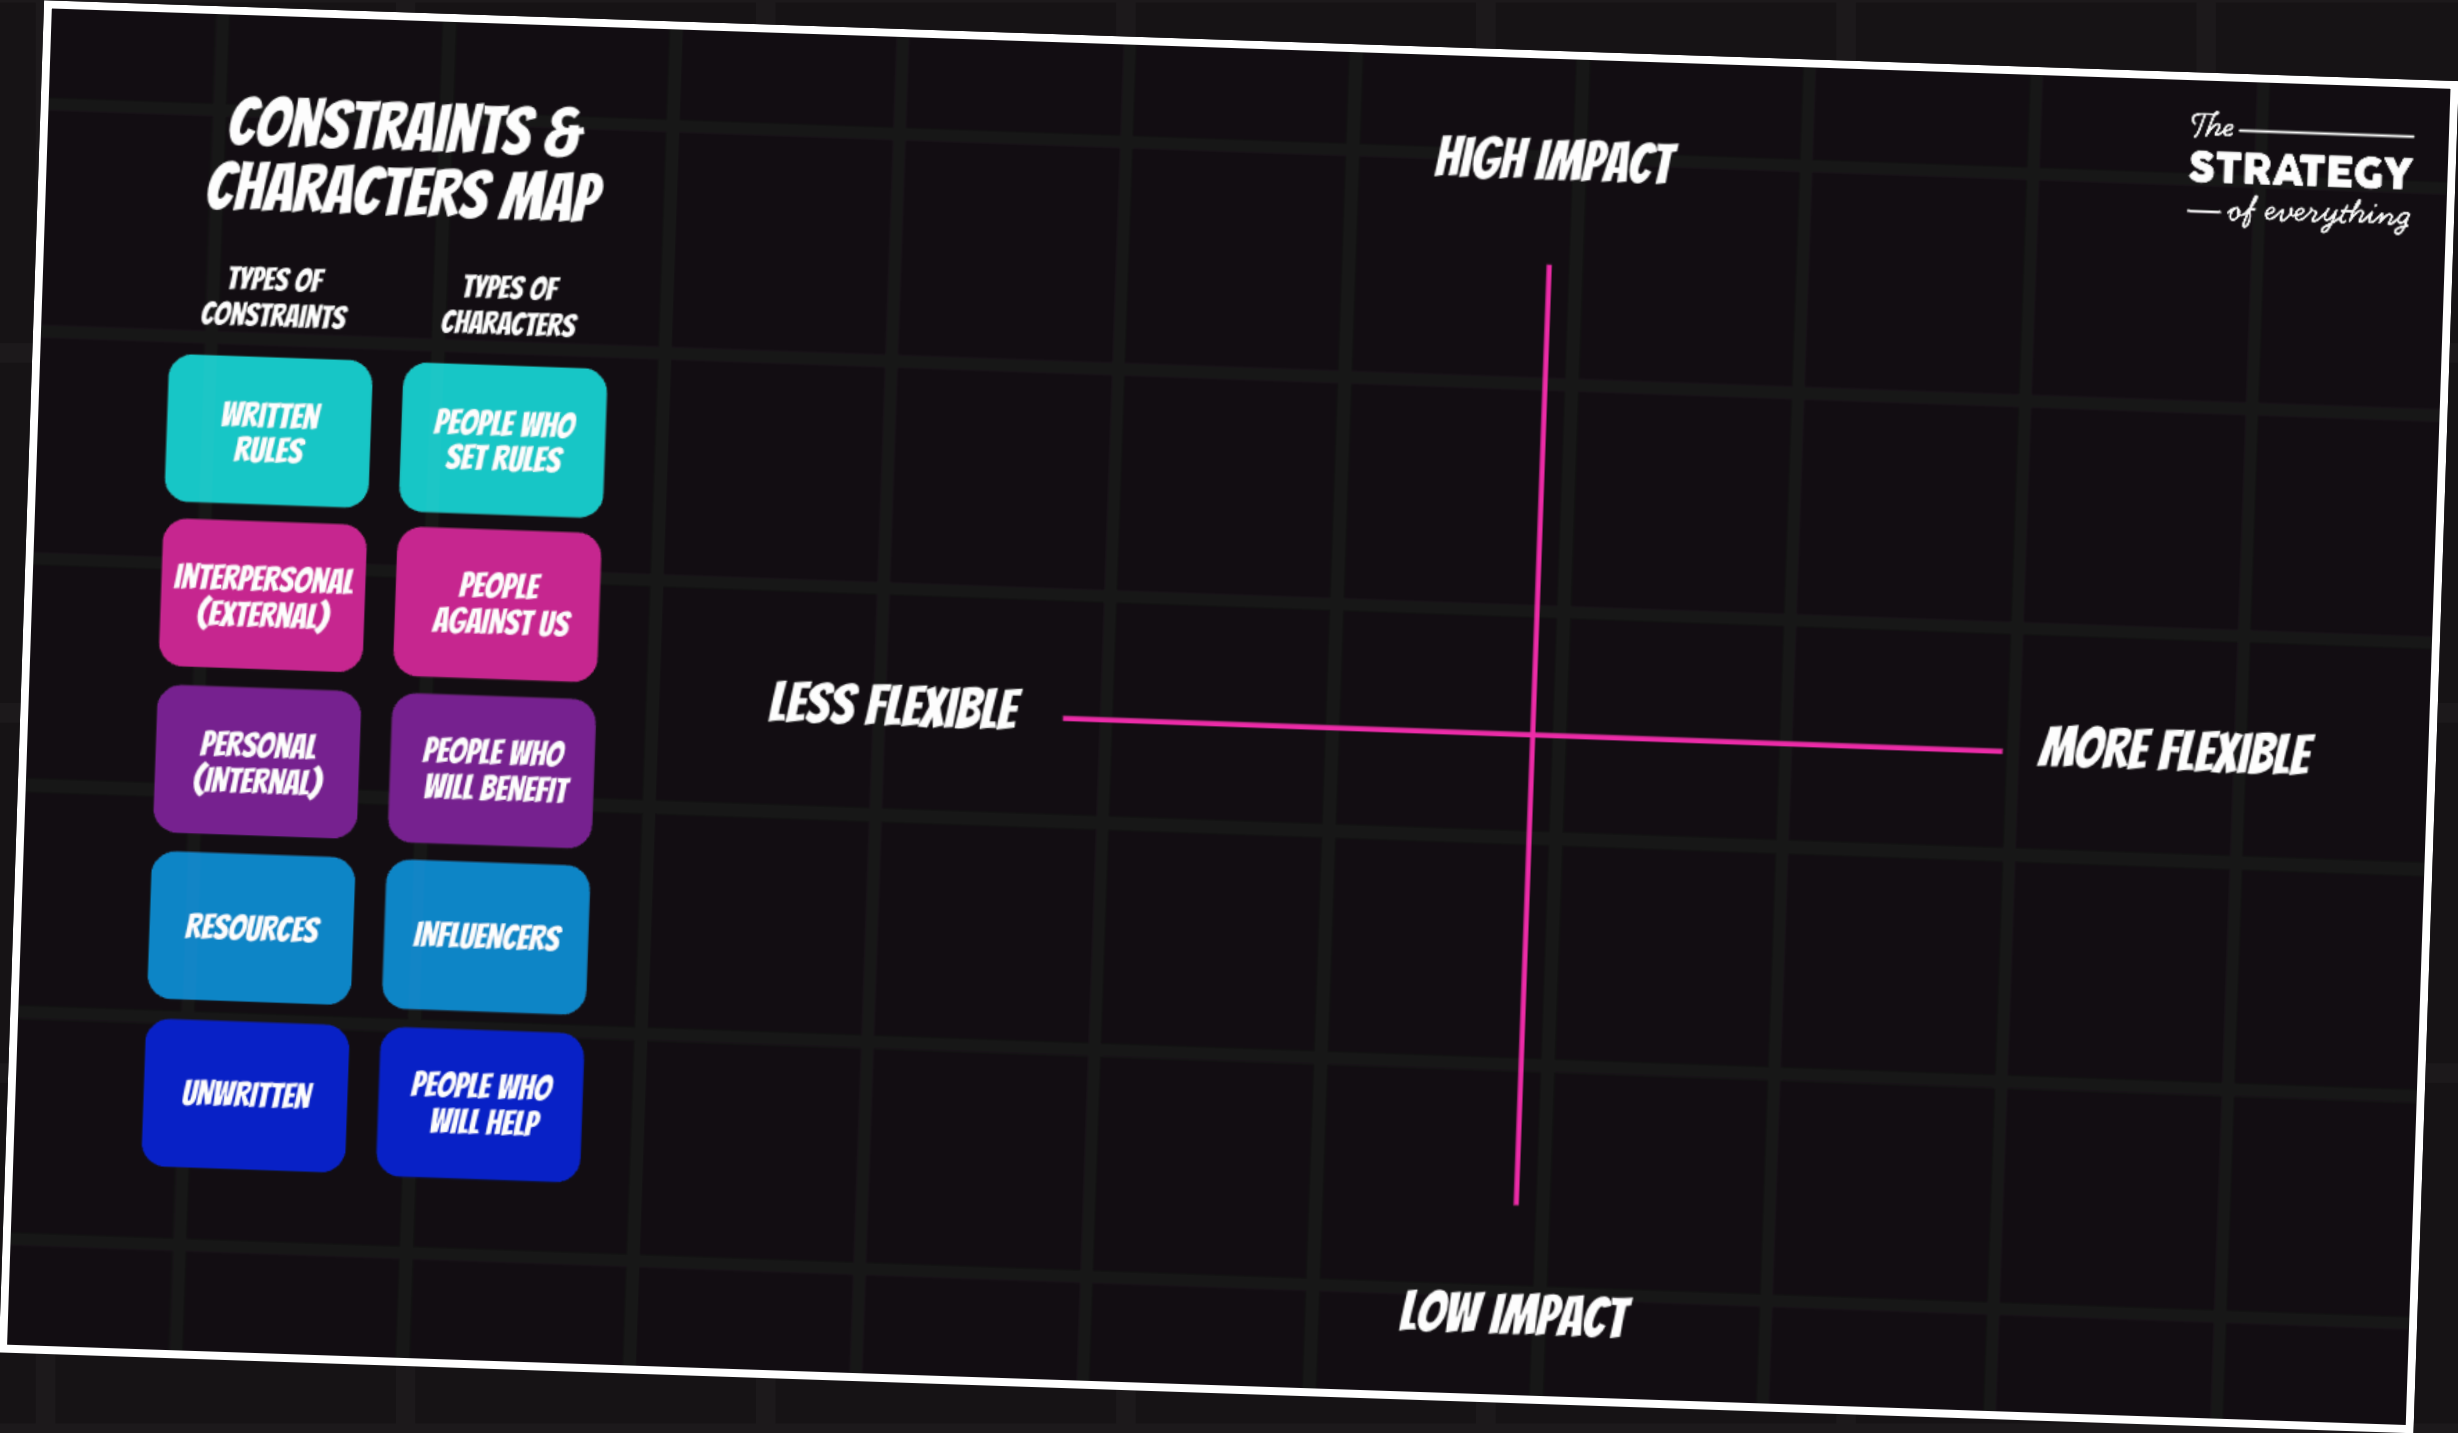 CONSTRAINTS &
CHARACTERS MAP
TYPES OF
CONSTRAINTS
TYPES OF
CHARACTERS
WRITTEN
RULES
PEOPLE WHO
SET RULES
INTERPERSONAL
(EXTERNAL)
PEOPLE
AGAINST US
PERSONAL
(INTERNAL)
PEOPLE WHO
WILL BENEFIT
RESOURCES
INFLUENCERS
UNWRITTEN
PEOPLE WHO
WILL HELP
HIGH IMPACT
LESS FLEXIBLE
MORE FLEXIBLE
LOW IMPACT
The
STRATEGY
of everything